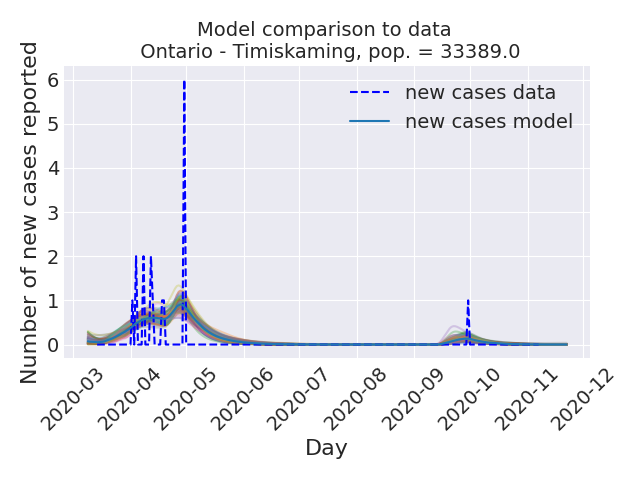 Model comparison to data
Ontario - Timiskaming, pop. = 33389.0
Number of new cases reported
6
5
4
3
2
1
0
new cases data
new cases model
2020-03
2020-04
2020-05
2020-06
2020-07
2020-08
2020-09
2020-10
2020-11
2020-12
Day